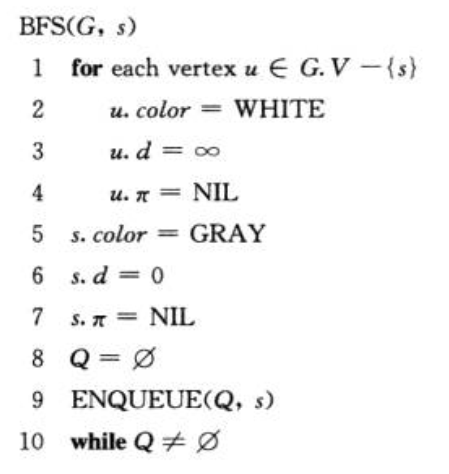 BFS(G, s)
1 for each vertex u ∈ G.V −{s}
2 u.color = WHITE
3 u.d = ∞
4 u.π = NIL
5 s.color = GRAY
6 s.d = 0
7 s.π = NIL
8 Q = ∅
9 ENQUEUE(Q, s)
10 while Q ≠ ∅